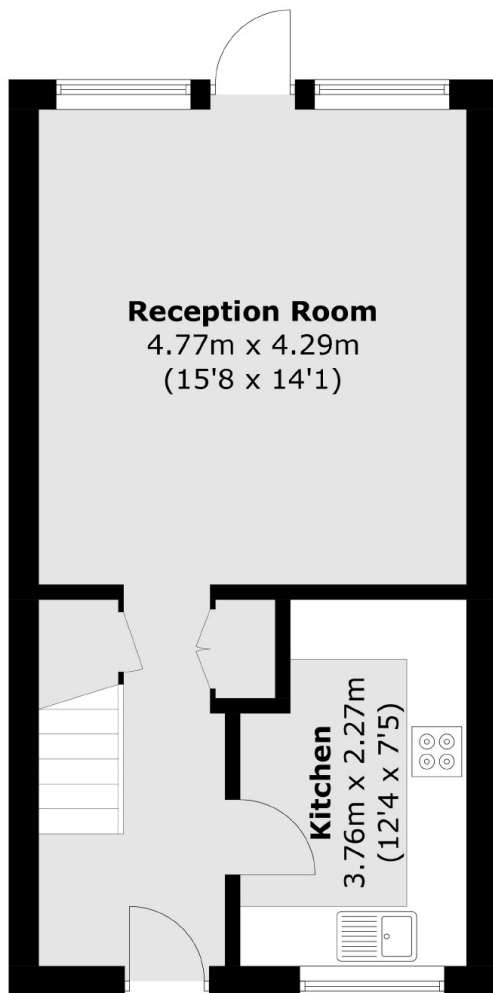 Reception Room
4.77m x 4.29m
(15'8 x 14'1)
Kitchen
3.76m x 2.27m
(12'4 x 7'5)